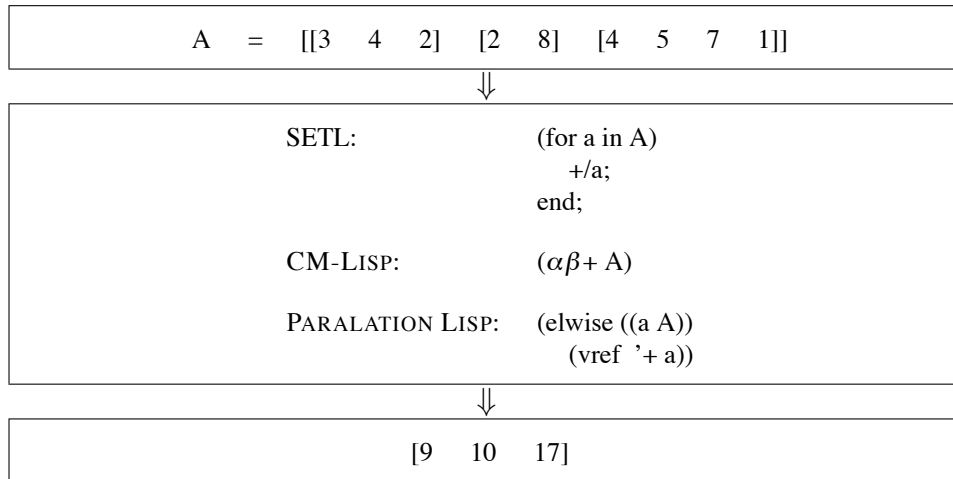 A = [[3 4 2] [2 8] [4 5 7 1]]
⇓
SETL: (for a in A)
+/a;
end;
CM-LISP: (αβ+ A)
PARALATION LISP: (elwise ((a A))
(vref ’+ a))
⇓
[9 10 17]